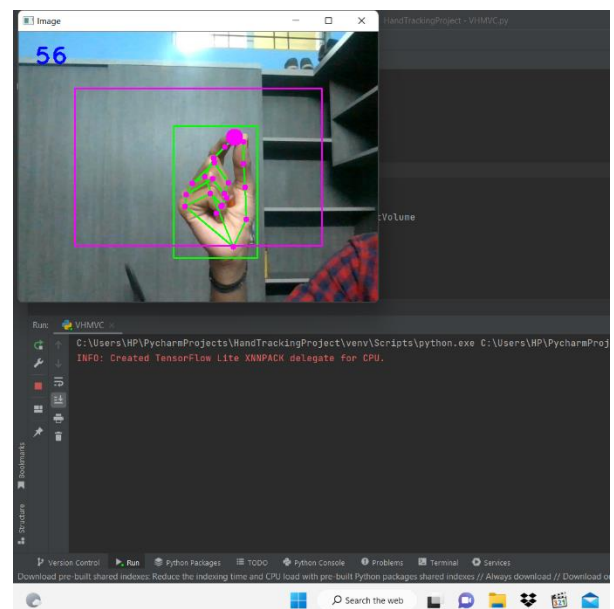 Image
HandTrackingProject - VHMVC.py
56
:Volume
Run: VHMVC
C:\Users\HP\PycharmProjects\HandTrackingProject\venv\Scripts\python.exe C:\Users\HP\PycharmProj
INFO: Created TensorFlow Lite XNNPACK delegate for CPU.
Bookmarks
Structure
Version Control Run Python Packages TODO Python Console Problems Terminal Services
Download pre-built shared indexes: Reduce the indexing time and CPU load with pre-built Python packages shared indexes // Always download // Download o
Search the web